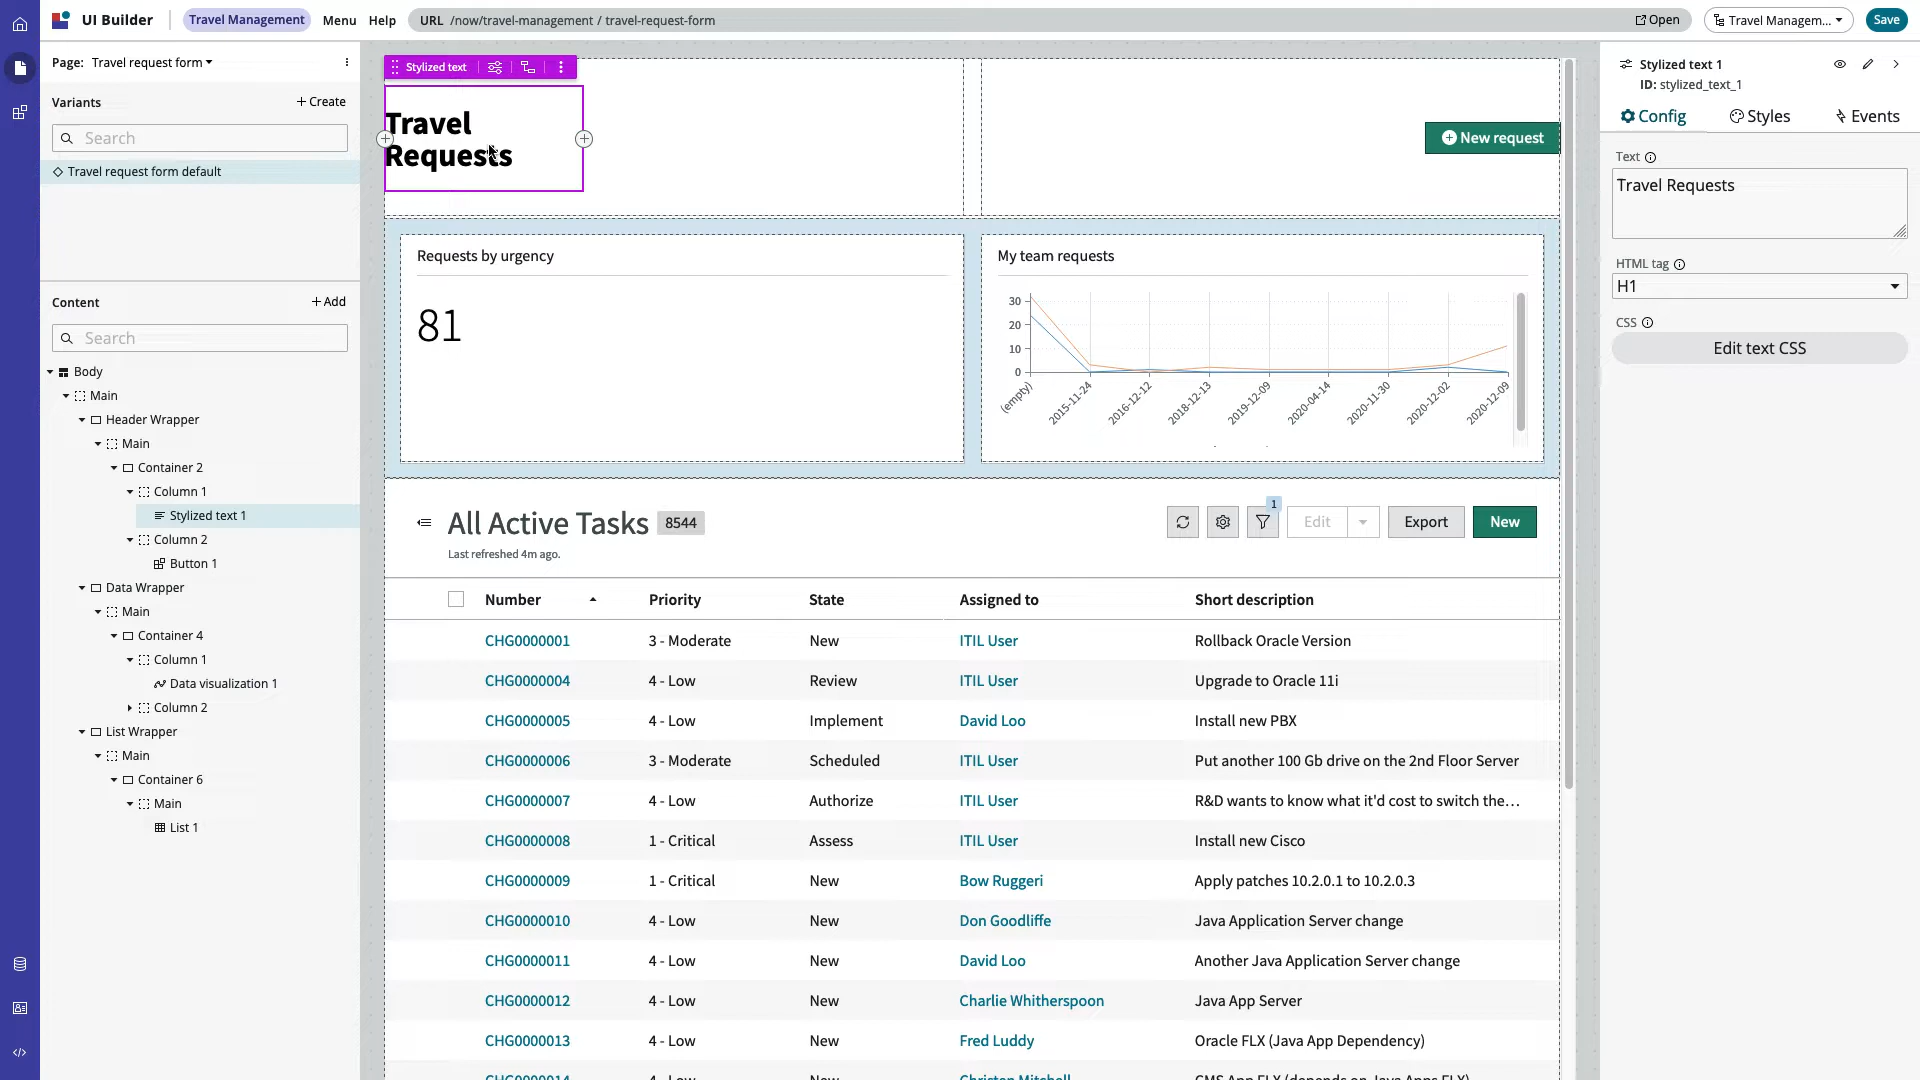 UI Builder Travel Management Menu Help URL /now/travel-management / travel-request-form Open Travel Managem... Save
Page: Travel request form
Variants + Create
Search
Travel request form default
Content + Add
Search
Body
Main
Header Wrapper
Main
Container 2
Column 1
Stylized text 1
Column 2
Button 1
Data Wrapper
Main
Container 4
Column 1
Data visualization 1
Column 2
List Wrapper
Main
Container 6
Main
List 1
Stylized text
Travel
Requests
New request
Requests by urgency
81
My team requests
30
20
10
0
(empty) 2015-11-24 2016-12-12 2018-12-13 2019-12-09 2020-04-14 2020-11-30 2020-12-02 2020-12-09
All Active Tasks 8544 1 Edit Export New
Last refreshed 4m ago.
Number Priority State Assigned to Short description
CHG0000001 3 - Moderate New ITIL User Rollback Oracle Version
CHG0000004 4 - Low Review ITIL User Upgrade to Oracle 11i
CHG0000005 4 - Low Implement David Loo Install new PBX
CHG0000006 3 - Moderate Scheduled ITIL User Put another 100 Gb drive on the 2nd Floor Server
CHG0000007 4 - Low Authorize ITIL User R&D wants to know what it'd cost to switch the...
CHG0000008 1 - Critical Assess ITIL User Install new Cisco
CHG0000009 1 - Critical New Bow Ruggeri Apply patches 10.2.0.1 to 10.2.0.3
CHG0000010 4 - Low New Don Goodliffe Java Application Server change
CHG0000011 4 - Low New David Loo Another Java Application Server change
CHG0000012 4 - Low New Charlie Whitherspoon Java App Server
CHG0000013 4 - Low New Fred Luddy Oracle FLX (Java App Dependency)
CHG0000014 4 - Low New Christen Mitchell CMS App FLX (depends on Java Apps FLX)
Stylized text 1
ID: stylized_text_1
Config Styles Events
Text
Travel Requests
HTML tag
H1
CSS
Edit text CSS